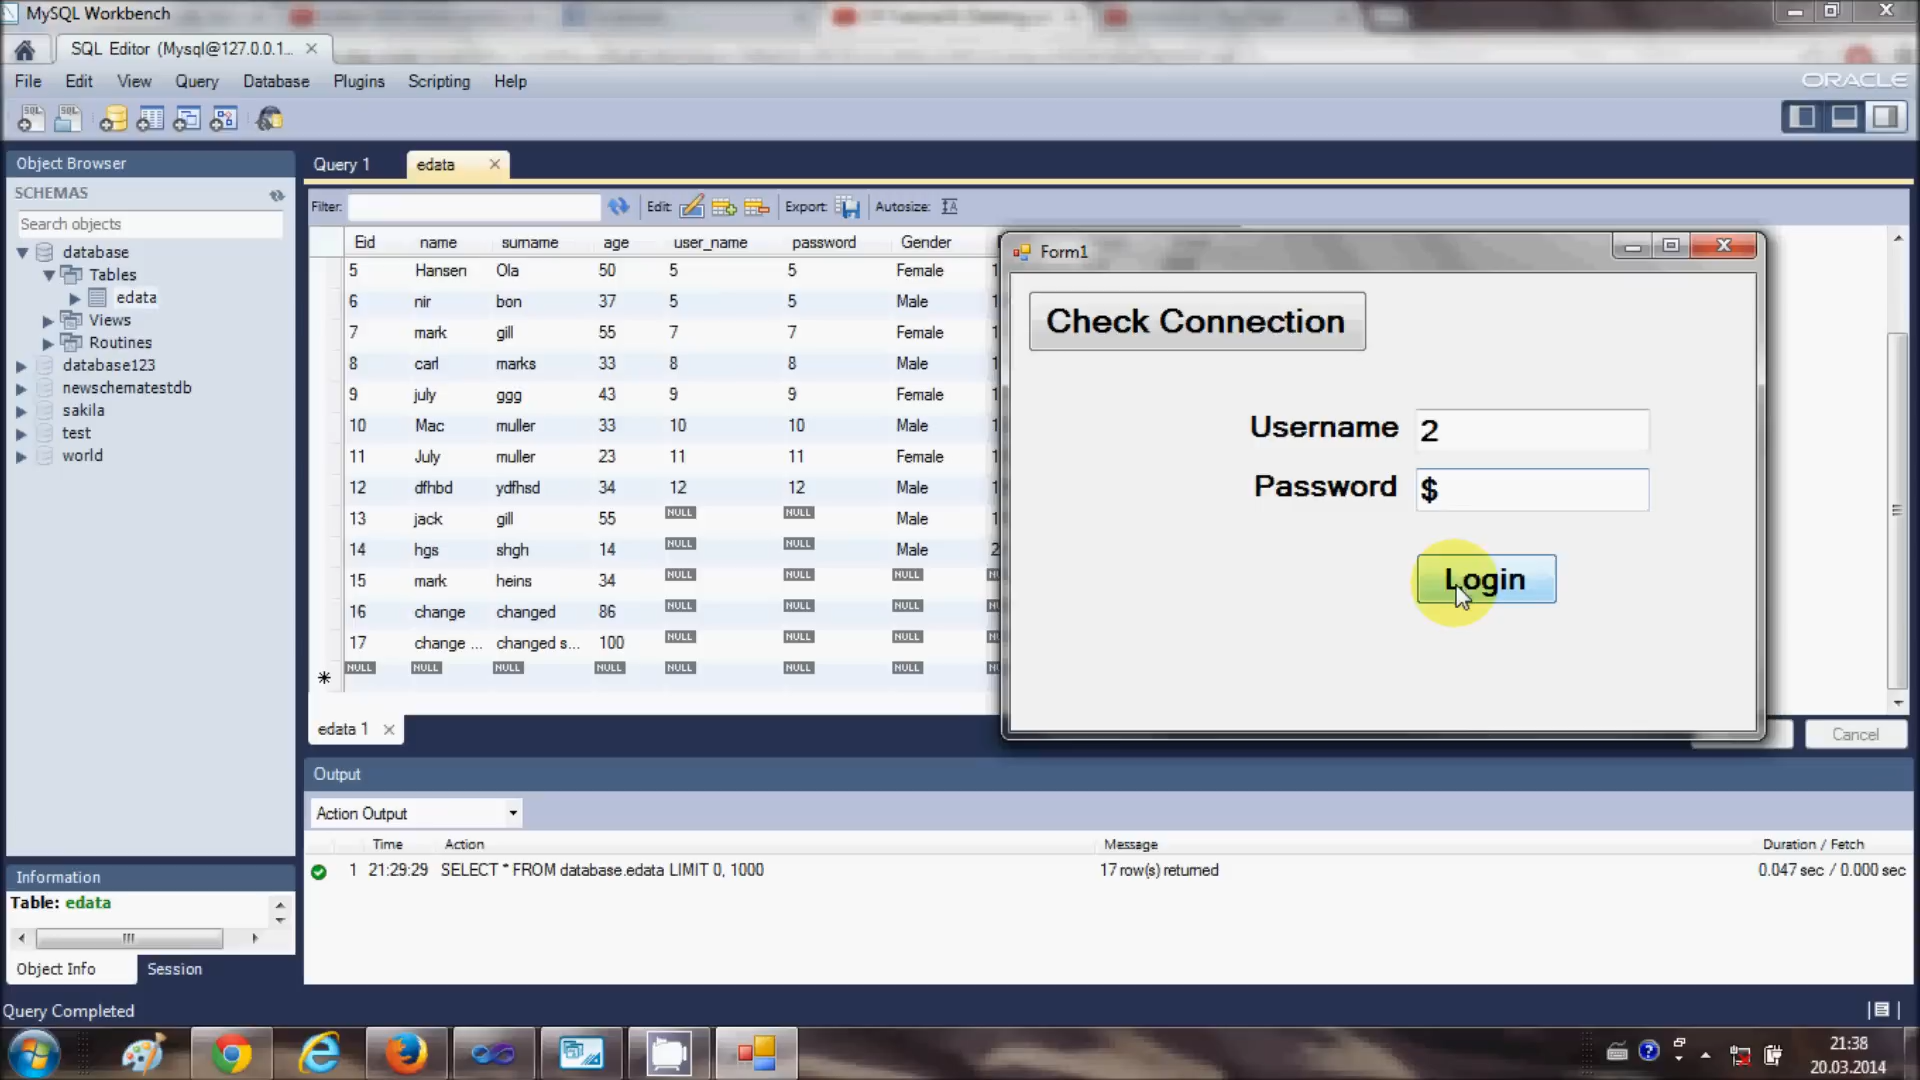 MySQL Workbench
SQL Editor (Mysql@127.0.0.1...
File Edit View Query Database Plugins Scripting Help
ORACLE
Object Browser
SCHEMAS
Search objects
database
Tables
edata
Views
Routines
database123
newschematestdb
sakila
test
world
Query 1 edata
Filter: Edit: Export: Autosize:
Eid name surname age user_name password Gender
5 Hansen Ola 50 5 5 Female
6 nir bon 37 5 5 Male
7 mark gill 55 7 7 Female
8 carl marks 33 8 8 Male
9 july ggg 43 9 9 Female
10 Mac muller 33 10 10 Male
11 July muller 23 11 11 Female
12 dfhbd ydfhsd 34 12 12 Male
13 jack gill 55 NULL NULL Male
14 hgs shgh 14 NULL NULL Male
15 mark heins 34 NULL NULL NULL
16 change changed 86 NULL NULL NULL
17 change ... changed s... 100 NULL NULL NULL
* NULL NULL NULL NULL NULL NULL NULL
edata 1
Form1
Check Connection
Username 2
Password $
Login
Cancel
Output
Action Output
Time Action Message Duration / Fetch
1 21:29:29 SELECT * FROM database.edata LIMIT 0, 1000 17 row(s) returned 0.047 sec / 0.000 sec
Information
Table: edata
Object Info Session
Query Completed
21:38
20.03.2014